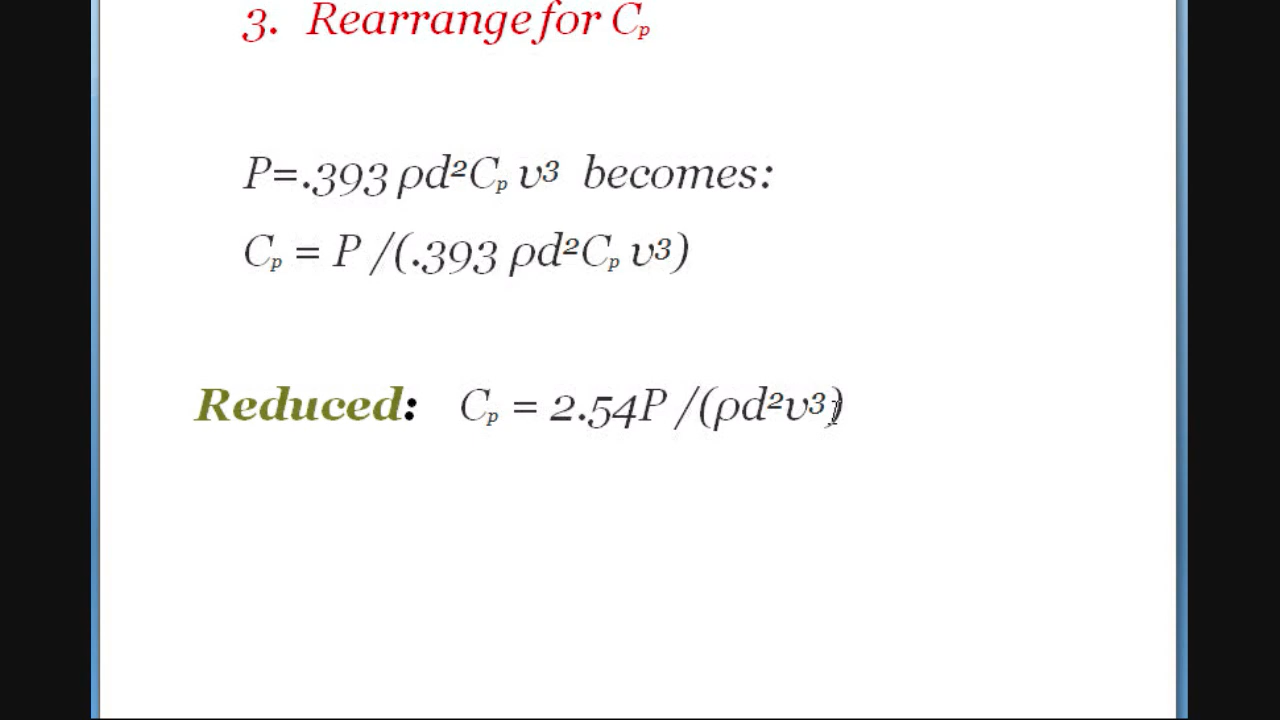 3. Rearrange for Cₚ
P=.393 ρd²Cₚ υ³ becomes:
Cₚ = P /(.393 ρd²Cₚ υ³)
Reduced: Cₚ = 2.54P /(ρd²υ³)